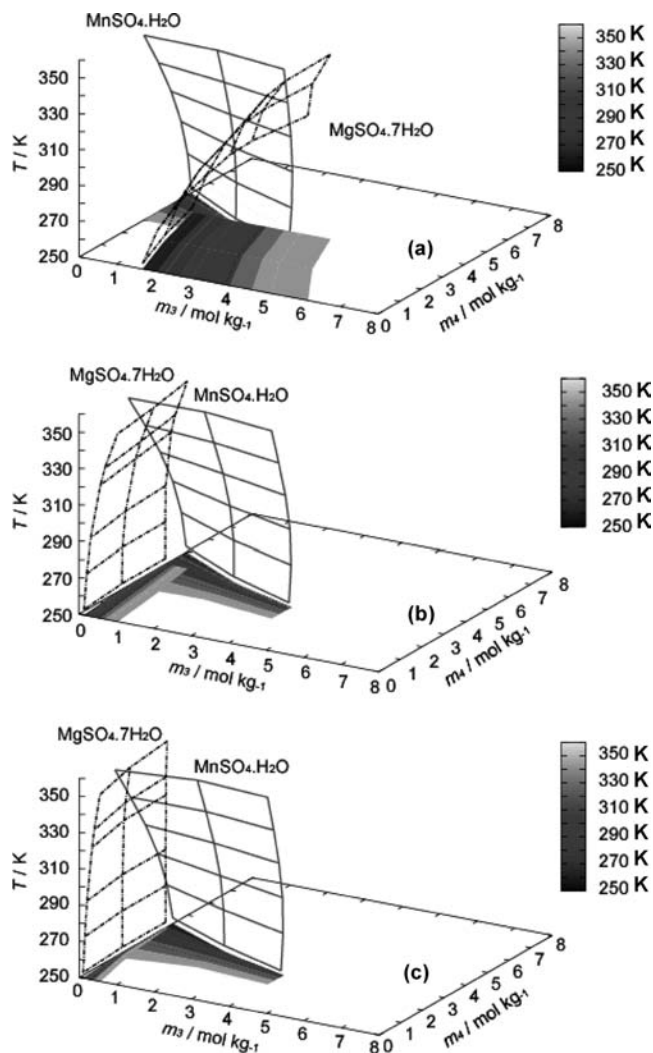 MnSO₄.H₂O
MgSO₄.7H₂O
T / K
350
330
310
290
270
250
0
1
2
3
4
5
6
7
8
m₃ / mol kg-1
0
1
2
3
4
5
6
7
8
m₄ / mol kg-1
(a)
350 K
330 K
310 K
290 K
270 K
250 K
MgSO₄.7H₂O
MnSO₄.H₂O
T / K
350
330
310
290
270
250
0
1
2
3
4
5
6
7
8
m₃ / mol kg-1
0
1
2
3
4
5
6
7
8
m₄ / mol kg-1
(b)
350 K
330 K
310 K
290 K
270 K
250 K
MgSO₄.7H₂O
MnSO₄.H₂O
T / K
350
330
310
290
270
250
0
1
2
3
4
5
6
7
8
m₃ / mol kg-1
0
1
2
3
4
5
6
7
8
m₄ / mol kg-1
(c)
350 K
330 K
310 K
290 K
270 K
250 K